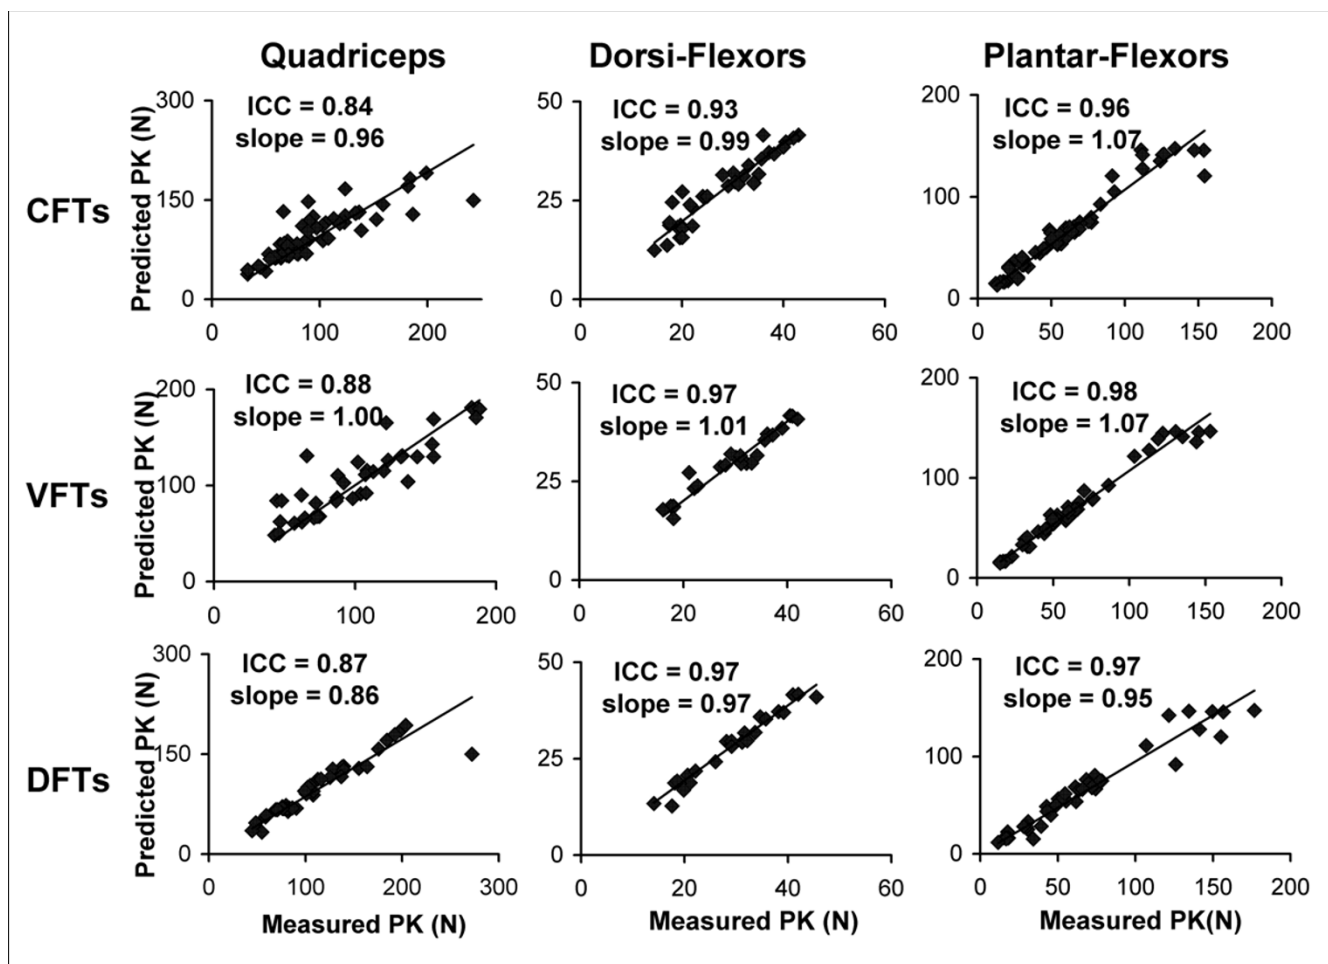 Quadriceps Dorsi-Flexors Plantar-Flexors
CFTs
Predicted PK (N)
300
150
0
0 100 200
ICC = 0.84
slope = 0.96
50
25
0
0 20 40 60
ICC = 0.93
slope = 0.99
200
100
0
0 50 100 150 200
ICC = 0.96
slope = 1.07
VFTs
Predicted PK (N)
200
100
0
0 100 200
ICC = 0.88
slope = 1.00
50
25
0
0 20 40 60
ICC = 0.97
slope = 1.01
200
100
0
0 50 100 150 200
ICC = 0.98
slope = 1.07
DFTs
Predicted PK (N)
300
150
0
0 100 200 300
ICC = 0.87
slope = 0.86
Measured PK (N)
50
25
0
0 20 40 60
ICC = 0.97
slope = 0.97
Measured PK (N)
200
100
0
0 50 100 150 200
ICC = 0.97
slope = 0.95
Measured PK(N)